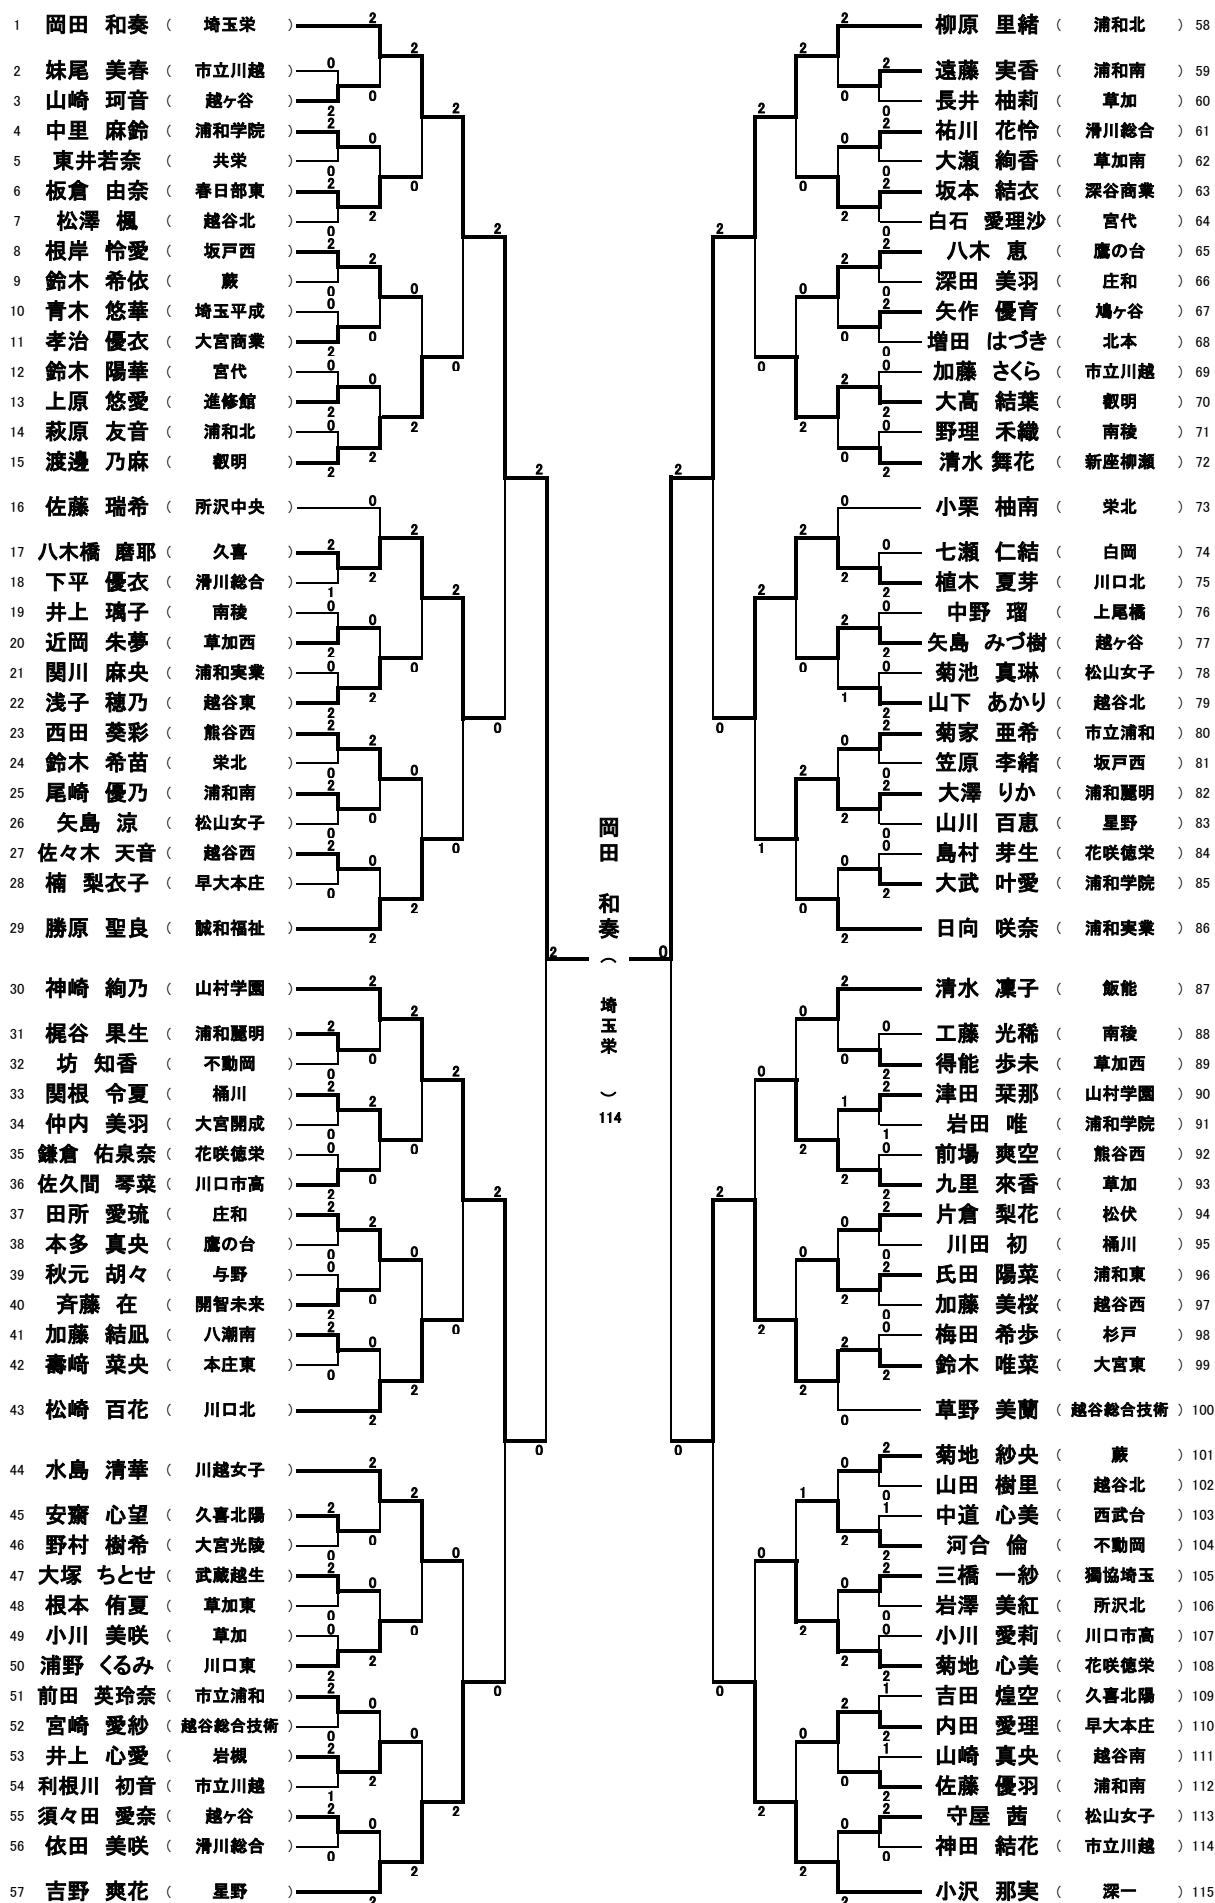 1 岡田 和奏 ( 埼玉栄 )
2 妹尾 美春 ( 市立川越 )
3 山崎 珂音 ( 越ヶ谷 )
4 中里 麻鈴 ( 浦和学院 )
5 東井若奈 ( 共栄 )
6 板倉 由奈 ( 春日部東 )
7 松澤 楓 ( 越谷北 )
8 根岸 怜愛 ( 坂戸西 )
9 鈴木 希依 ( 蕨 )
10 青木 悠華 ( 埼玉平成 )
11 孝治 優衣 ( 大宮商業 )
12 鈴木 陽華 ( 宮代 )
13 上原 悠愛 ( 進修館 )
14 萩原 友音 ( 浦和北 )
15 渡邊 乃麻 ( 叡明 )
16 佐藤 瑞希 ( 所沢中央 )
17 八木橋 磨耶 ( 久喜 )
18 下平 優衣 ( 滑川総合 )
19 井上 璃子 ( 南稜 )
20 近岡 朱夢 ( 草加西 )
21 関川 麻央 ( 浦和実業 )
22 浅子 穂乃 ( 越谷東 )
23 西田 葵彩 ( 熊谷西 )
24 鈴木 希苗 ( 栄北 )
25 尾崎 優乃 ( 浦和南 )
26 矢島 涼 ( 松山女子 )
27 佐々木 天音 ( 越谷西 )
28 楠 梨衣子 ( 早大本庄 )
29 勝原 聖良 ( 誠和福祉 )
30 神崎 絢乃 ( 山村学園 )
31 梶谷 果生 ( 浦和麗明 )
32 坊 知香 ( 不動岡 )
33 関根 令夏 ( 桶川 )
34 仲内 美羽 ( 大宮開成 )
35 鎌倉 佑泉奈 ( 花咲徳栄 )
36 佐久間 琴菜 ( 川口市高 )
37 田所 愛琉 ( 庄和 )
38 本多 真央 ( 鷹の台 )
39 秋元 胡々 ( 与野 )
40 斉藤 在 ( 開智未来 )
41 加藤 結凪 ( 八潮南 )
42 壽﨑 菜央 ( 本庄東 )
43 松崎 百花 ( 川口北 )
44 水島 清華 ( 川越女子 )
45 安齋 心望 ( 久喜北陽 )
46 野村 樹希 ( 大宮光陵 )
47 大塚 ちとせ ( 武蔵越生 )
48 根本 侑夏 ( 草加東 )
49 小川 美咲 ( 草加 )
50 浦野 くるみ ( 川口東 )
51 前田 英玲奈 ( 市立浦和 )
52 宮崎 愛紗 ( 越谷総合技術 )
53 井上 心愛 ( 岩槻 )
54 利根川 初音 ( 市立川越 )
55 須々田 愛奈 ( 越ヶ谷 )
56 依田 美咲 ( 滑川総合 )
57 吉野 爽花 ( 星野 )
岡田 和奏 ( 埼玉栄 )
114
柳原 里緒 ( 浦和北 ) 58
遠藤 実香 ( 浦和南 ) 59
長井 柚莉 ( 草加 ) 60
祐川 花怜 ( 滑川総合 ) 61
大瀬 絢香 ( 草加南 ) 62
坂本 結衣 ( 深谷商業 ) 63
白石 愛理沙 ( 宮代 ) 64
八木 恵 ( 鷹の台 ) 65
深田 美羽 ( 庄和 ) 66
矢作 優育 ( 鳩ヶ谷 ) 67
増田 はづき ( 北本 ) 68
加藤 さくら ( 市立川越 ) 69
大高 結葉 ( 叡明 ) 70
野理 禾織 ( 南稜 ) 71
清水 舞花 ( 新座柳瀬 ) 72
小栗 柚南 ( 栄北 ) 73
七瀬 仁結 ( 白岡 ) 74
植木 夏芽 ( 川口北 ) 75
中野 瑠 ( 上尾橘 ) 76
矢島 みづ樹 ( 越ヶ谷 ) 77
菊池 真琳 ( 松山女子 ) 78
山下 あかり ( 越谷北 ) 79
菊家 亜希 ( 市立浦和 ) 80
笠原 李緒 ( 坂戸西 ) 81
大澤 りか ( 浦和麗明 ) 82
山川 百恵 ( 星野 ) 83
島村 芽生 ( 花咲徳栄 ) 84
大武 叶愛 ( 浦和学院 ) 85
日向 咲奈 ( 浦和実業 ) 86
清水 凜子 ( 飯能 ) 87
工藤 光稀 ( 南稜 ) 88
得能 歩未 ( 草加西 ) 89
津田 栞那 ( 山村学園 ) 90
岩田 唯 ( 浦和学院 ) 91
前場 爽空 ( 熊谷西 ) 92
九里 來香 ( 草加 ) 93
片倉 梨花 ( 松伏 ) 94
川田 初 ( 桶川 ) 95
氏田 陽菜 ( 浦和東 ) 96
加藤 美桜 ( 越谷西 ) 97
梅田 希歩 ( 杉戸 ) 98
鈴木 唯菜 ( 大宮東 ) 99
草野 美蘭 ( 越谷総合技術 ) 100
菊地 紗央 ( 蕨 ) 101
山田 樹里 ( 越谷北 ) 102
中道 心美 ( 西武台 ) 103
河合 倫 ( 不動岡 ) 104
三橋 一紗 ( 獨協埼玉 ) 105
岩澤 美紅 ( 所沢北 ) 106
小川 愛莉 ( 川口市高 ) 107
菊地 心美 ( 花咲徳栄 ) 108
吉田 煌空 ( 久喜北陽 ) 109
内田 愛理 ( 早大本庄 ) 110
山崎 真央 ( 越谷南 ) 111
佐藤 優羽 ( 浦和南 ) 112
守屋 茜 ( 松山女子 ) 113
神田 結花 ( 市立川越 ) 114
小沢 那実 ( 深一 ) 115